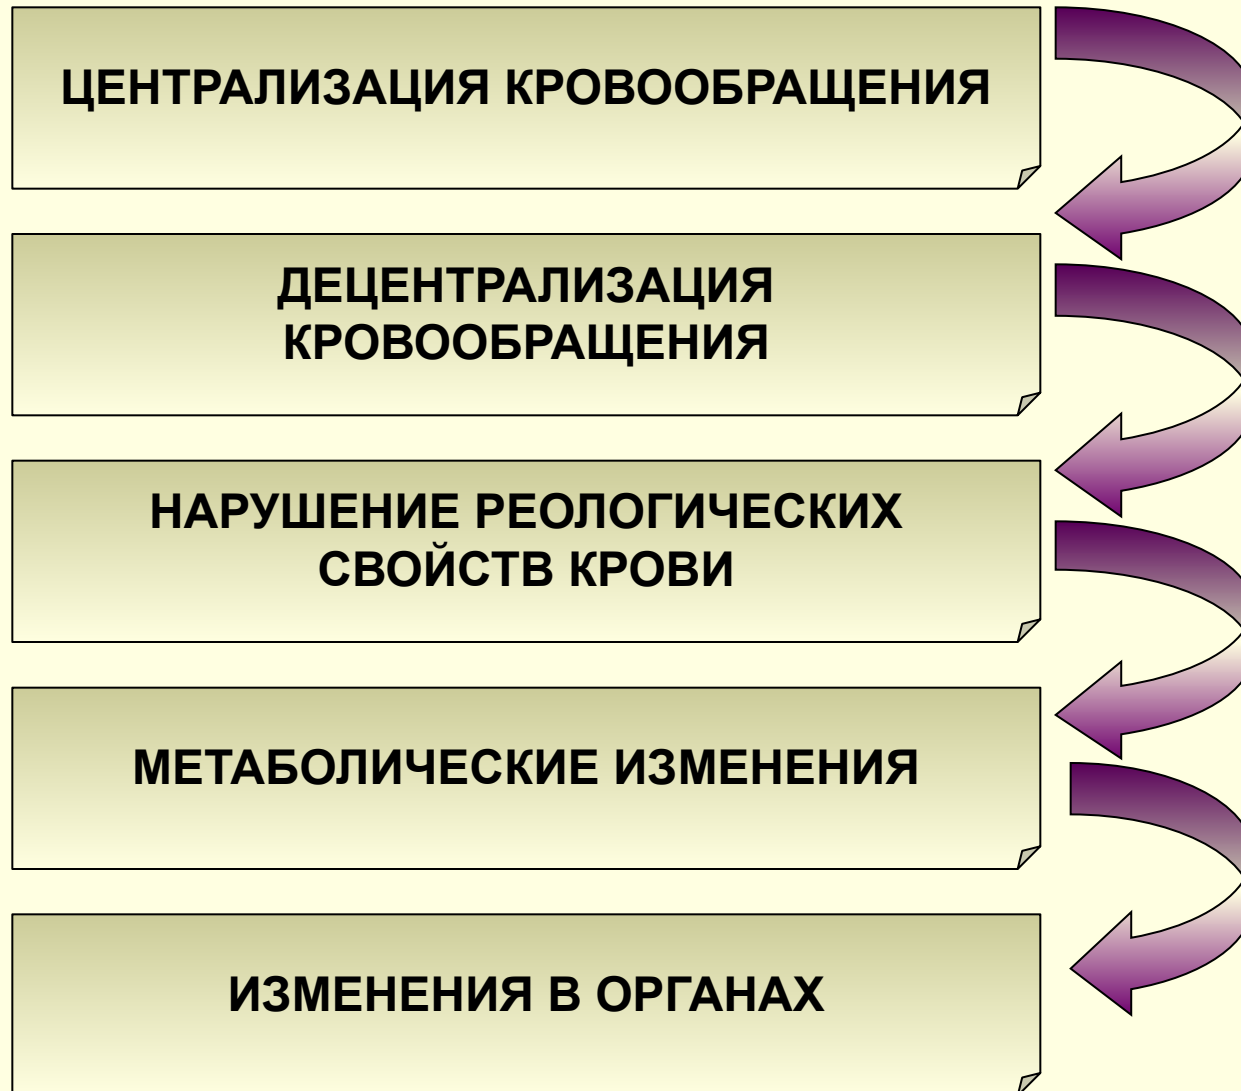 ЦЕНТРАЛИЗАЦИЯ КРОВООБРАЩЕНИЯ
ДЕЦЕНТРАЛИЗАЦИЯ
КРОВООБРАЩЕНИЯ
НАРУШЕНИЕ РЕОЛОГИЧЕСКИХ
СВОЙСТВ КРОВИ
МЕТАБОЛИЧЕСКИЕ ИЗМЕНЕНИЯ
ИЗМЕНЕНИЯ В ОРГАНАХ